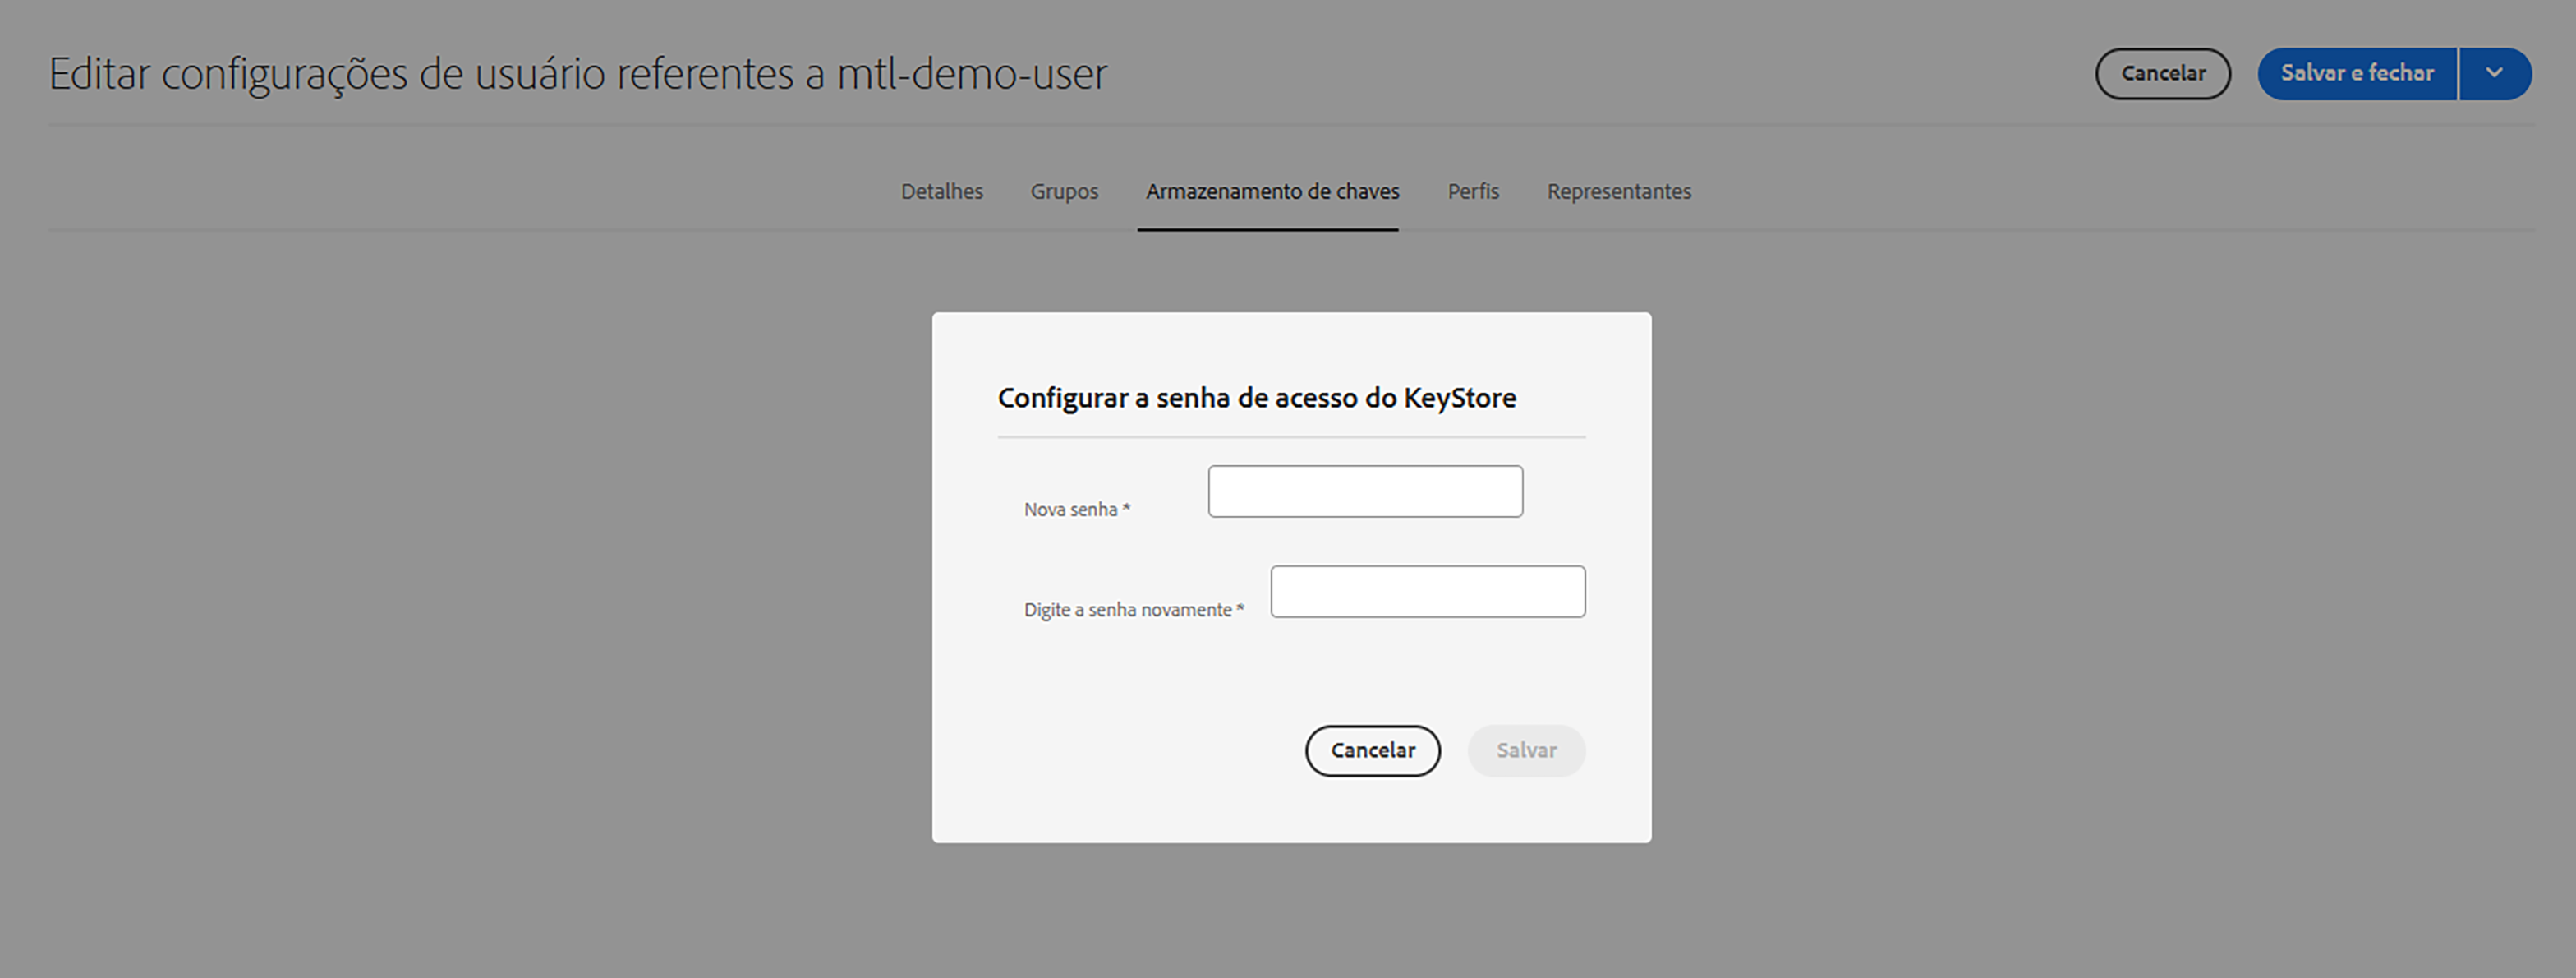 Editar configurações de usuário referentes a mtl-demo-user
Cancelar
Salvar e fechar
Detalhes
Grupos
Armazenamento de chaves
Perfis
Representantes
Configurar a senha de acesso do KeyStore
Nova senha *
Digite a senha novamente *
Cancelar
Salvar